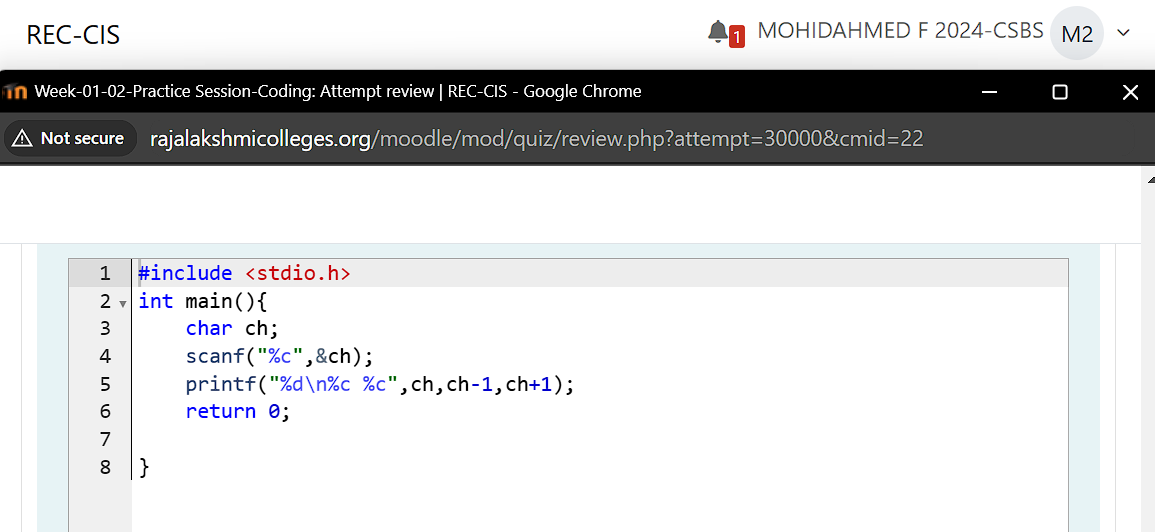 REC-CIS
1 MOHIDAHMED F 2024-CSBS M2
Week-01-02-Practice Session-Coding: Attempt review | REC-CIS - Google Chrome
Not secure rajalakshmicolleges.org/moodle/mod/quiz/review.php?attempt=30000&cmid=22
1 #include <stdio.h>
2 int main(){
3     char ch;
4     scanf("%c",&ch);
5     printf("%d\n%c %c",ch,ch-1,ch+1);
6     return 0;
7
8 }